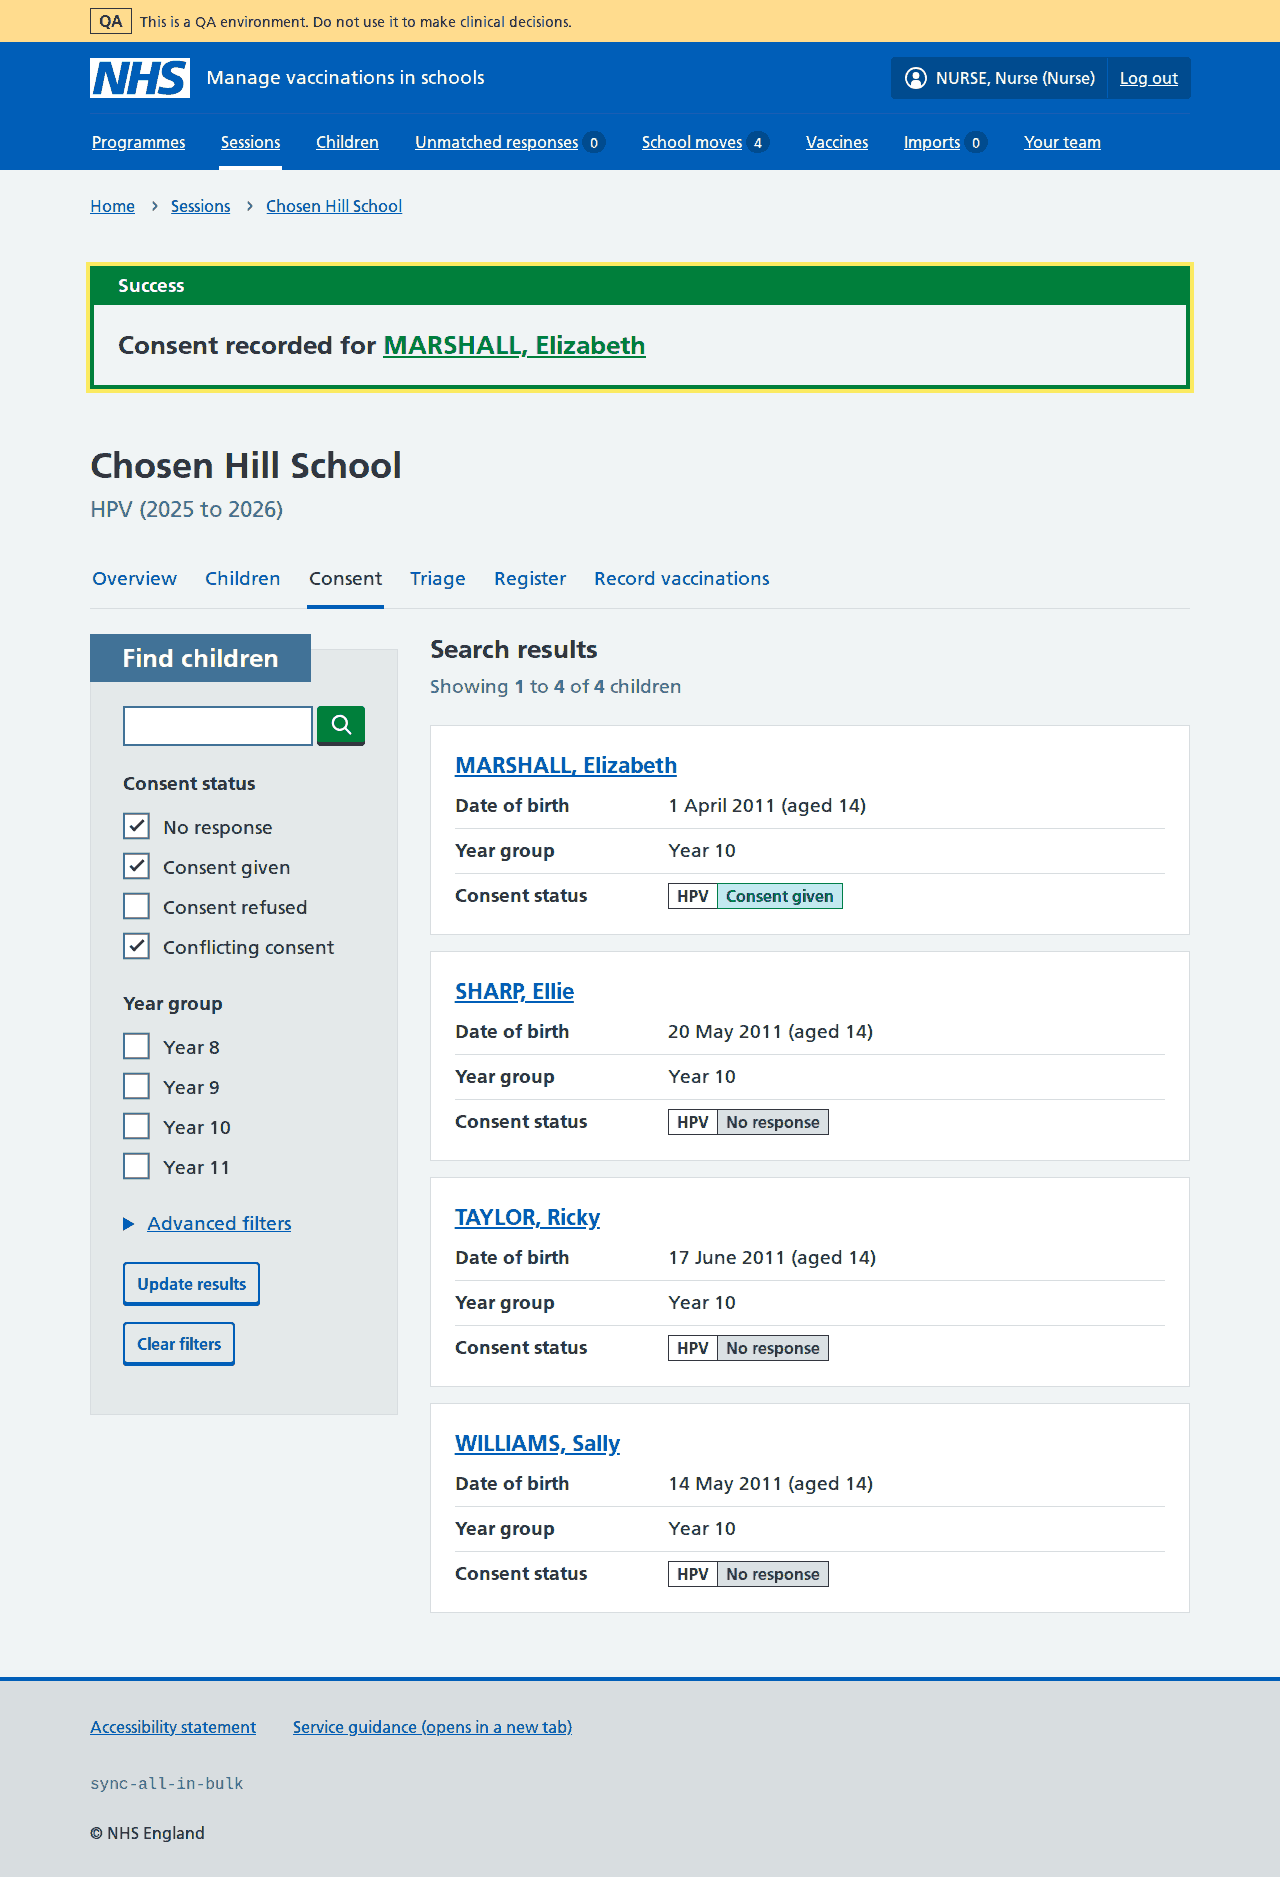 QA This is a QA environment. Do not use it to make clinical decisions.
NHS Manage vaccinations in schools NURSE, Nurse (Nurse) Log out
Programmes Sessions Children Unmatched responses 0 School moves 4 Vaccines Imports 0 Your team
Home Sessions Chosen Hill School
Success
Consent recorded for MARSHALL, Elizabeth
Chosen Hill School
HPV (2025 to 2026)
Overview Children Consent Triage Register Record vaccinations
Find children
Consent status
No response
Consent given
Consent refused
Conflicting consent
Year group
Year 8
Year 9
Year 10
Year 11
Advanced filters
Update results
Clear filters
Search results
Showing 1 to 4 of 4 children
MARSHALL, Elizabeth
Date of birth 1 April 2011 (aged 14)
Year group Year 10
Consent status HPV Consent given
SHARP, Ellie
Date of birth 20 May 2011 (aged 14)
Year group Year 10
Consent status HPV No response
TAYLOR, Ricky
Date of birth 17 June 2011 (aged 14)
Year group Year 10
Consent status HPV No response
WILLIAMS, Sally
Date of birth 14 May 2011 (aged 14)
Year group Year 10
Consent status HPV No response
Accessibility statement Service guidance (opens in a new tab)
sync-all-in-bulk
© NHS England